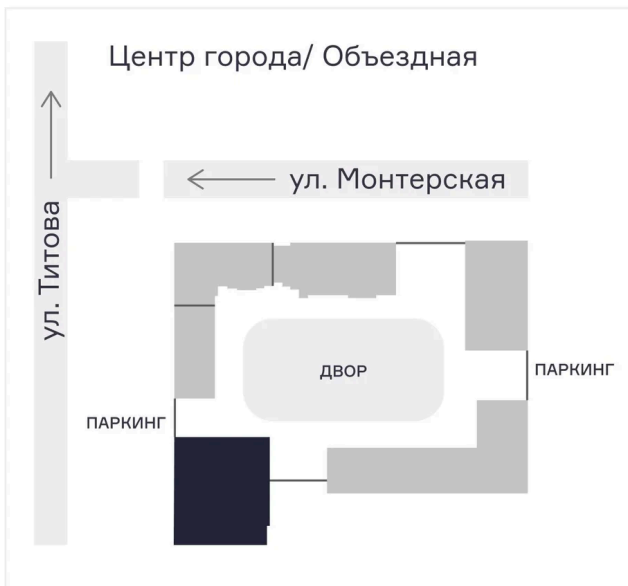 Центр города/ Объездная
ул. Монтерская
ул. Титова
ДВОР
ПАРКИНГ
ПАРКИНГ